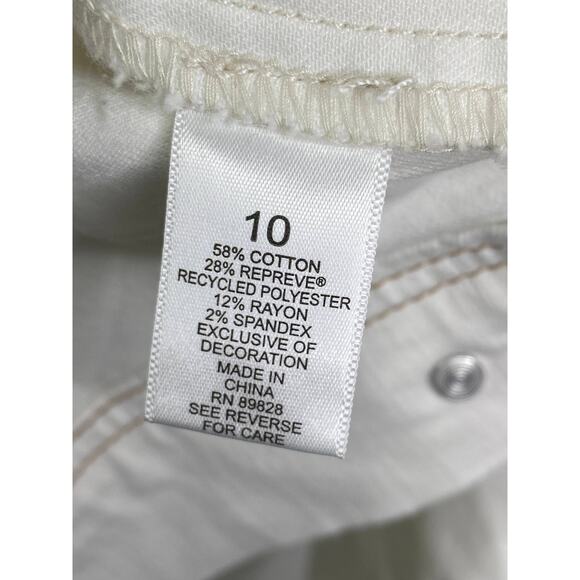 10
58% COTTON
28% REPREVE®
RECYCLED POLYESTER
12% RAYON
2% SPANDEX
EXCLUSIVE OF
DECORATION
MADE IN
CHINA
RN 89828
SEE REVERSE
FOR CARE